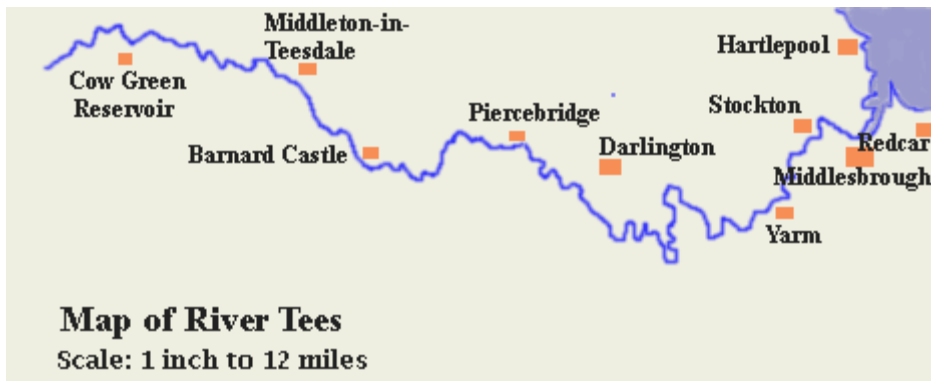 Middleton-in-
Teesdale
Hartlepool
Cow Green
Reservoir
Stockton
Piercebridge
Redcar
Darlington
Barnard Castle
Middlesbrough
Yarm
Map of River Tees
Scale: 1 inch to 12 miles